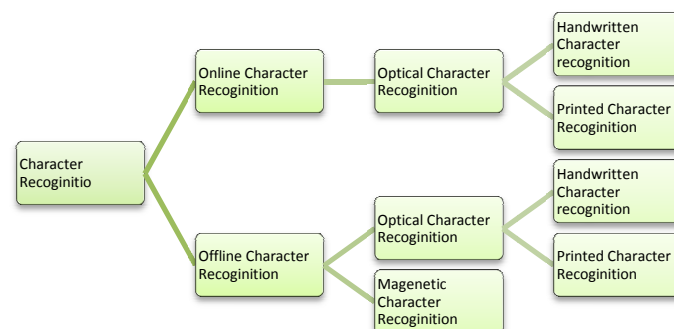 Character
Recoginitio
Online Character
Recoginition
Optical Character
Recoginition
Handwritten
Character
recognition
Printed Character
Recoginition
Offline Character
Recoginition
Optical Character
Recoginition
Handwritten
Character
recognition
Printed Character
Recoginition
Magenetic
Character
Recoginition